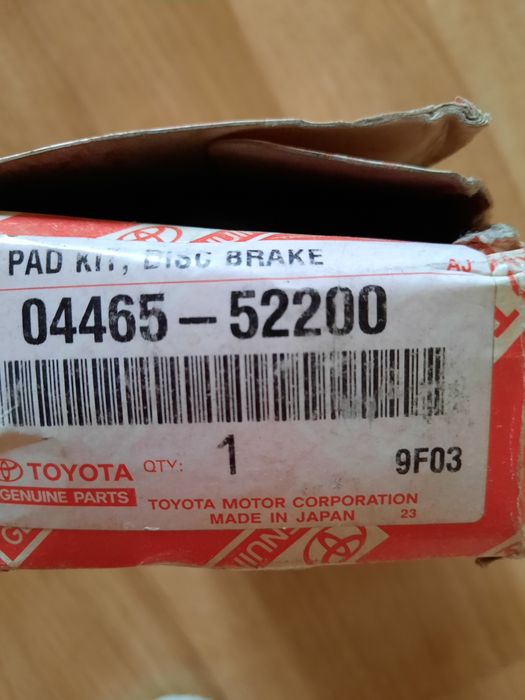 PAD KIT, DISC BRAKE
AJ
04465-52200
TOYOTA QTY: 1 9F03
GENUINE PARTS
TOYOTA MOTOR CORPORATION
MADE IN JAPAN 23